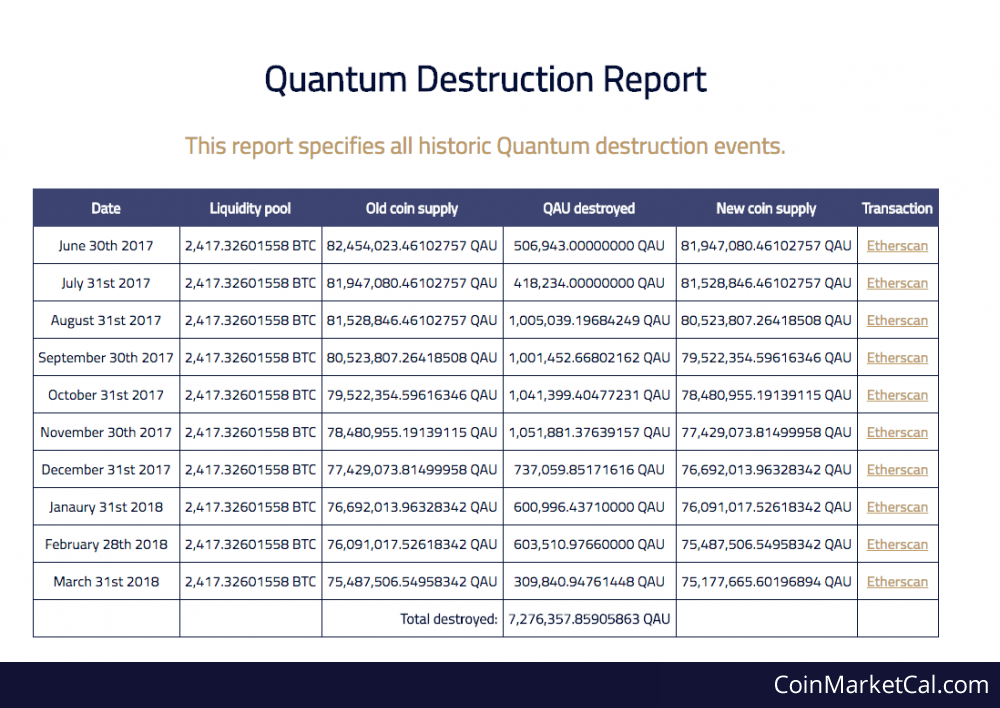 Quantum Destruction Report
This report specifies all historic Quantum destruction events.
Date Liquidity pool Old coin supply QAU destroyed New coin supply Transaction
June 30th 2017 2,417.32601558 BTC 82,454,023.46102757 QAU 506,943.00000000 QAU 81,947,080.46102757 QAU Etherscan
July 31st 2017 2,417.32601558 BTC 81,947,080.46102757 QAU 418,234.00000000 QAU 81,528,846.46102757 QAU Etherscan
August 31st 2017 2,417.32601558 BTC 81,528,846.46102757 QAU 1,005,039.19684249 QAU 80,523,807.26418508 QAU Etherscan
September 30th 2017 2,417.32601558 BTC 80,523,807.26418508 QAU 1,001,452.66802162 QAU 79,522,354.59616346 QAU Etherscan
October 31st 2017 2,417.32601558 BTC 79,522,354.59616346 QAU 1,041,399.40477231 QAU 78,480,955.19139115 QAU Etherscan
November 30th 2017 2,417.32601558 BTC 78,480,955.19139115 QAU 1,051,881.37639157 QAU 77,429,073.81499958 QAU Etherscan
December 31st 2017 2,417.32601558 BTC 77,429,073.81499958 QAU 737,059.85171616 QAU 76,692,013.96328342 QAU Etherscan
Janaury 31st 2018 2,417.32601558 BTC 76,692,013.96328342 QAU 600,996.43710000 QAU 76,091,017.52618342 QAU Etherscan
February 28th 2018 2,417.32601558 BTC 76,091,017.52618342 QAU 603,510.97660000 QAU 75,487,506.54958342 QAU Etherscan
March 31st 2018 2,417.32601558 BTC 75,487,506.54958342 QAU 309,840.94761448 QAU 75,177,665.60196894 QAU Etherscan
Total destroyed: 7,276,357.85905863 QAU
CoinMarketCal.com